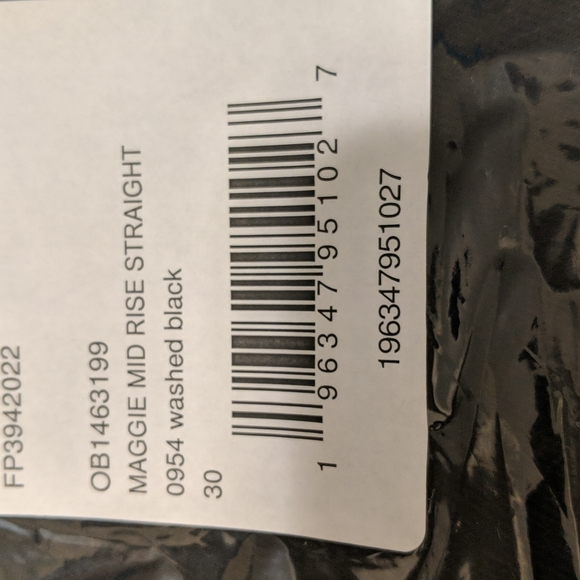 FP3942022
OB1463199
MAGGIE MID RISE STRAIGHT
0954 washed black
30
1 96347 95102 7
196347951027